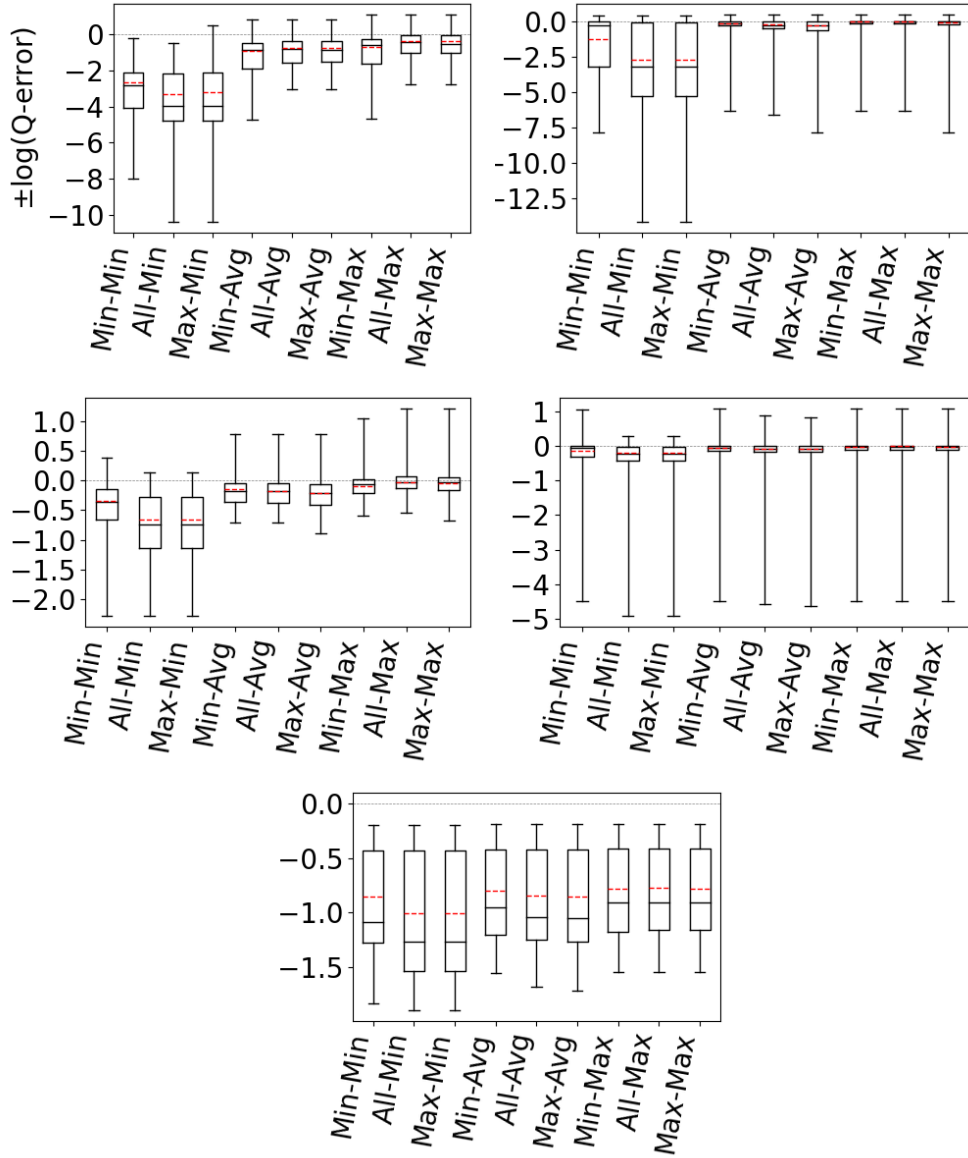 ±log(Q-error)
0
−2
−4
−6
−8
−10
Min-Min
All-Min
Max-Min
Min-Avg
All-Avg
Max-Avg
Min-Max
All-Max
Max-Max
0.0
−2.5
−5.0
−7.5
−10.0
−12.5
Min-Min
All-Min
Max-Min
Min-Avg
All-Avg
Max-Avg
Min-Max
All-Max
Max-Max
1.0
0.5
0.0
−0.5
−1.0
−1.5
−2.0
Min-Min
All-Min
Max-Min
Min-Avg
All-Avg
Max-Avg
Min-Max
All-Max
Max-Max
1
0
−1
−2
−3
−4
−5
Min-Min
All-Min
Max-Min
Min-Avg
All-Avg
Max-Avg
Min-Max
All-Max
Max-Max
0.0
−0.5
−1.0
−1.5
Min-Min
All-Min
Max-Min
Min-Avg
All-Avg
Max-Avg
Min-Max
All-Max
Max-Max